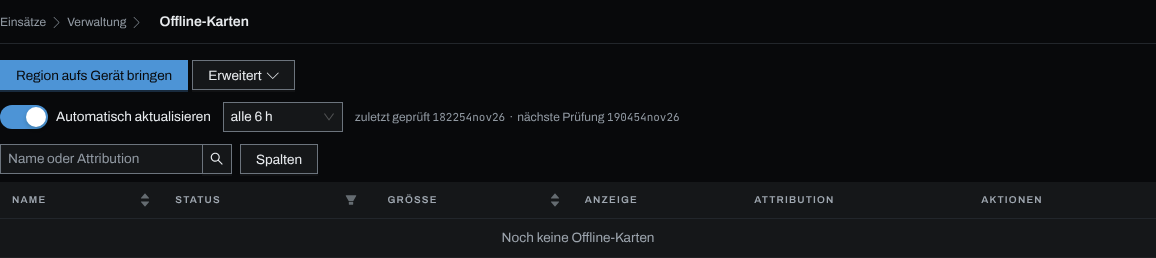 Einsätze > Verwaltung > Offline-Karten
Region aufs Gerät bringen Erweitert
Automatisch aktualisieren alle 6 h zuletzt geprüft 182254nov26 · nächste Prüfung 190454nov26
Name oder Attribution Spalten
NAME STATUS GRÖSSE ANZEIGE ATTRIBUTION AKTIONEN
Noch keine Offline-Karten